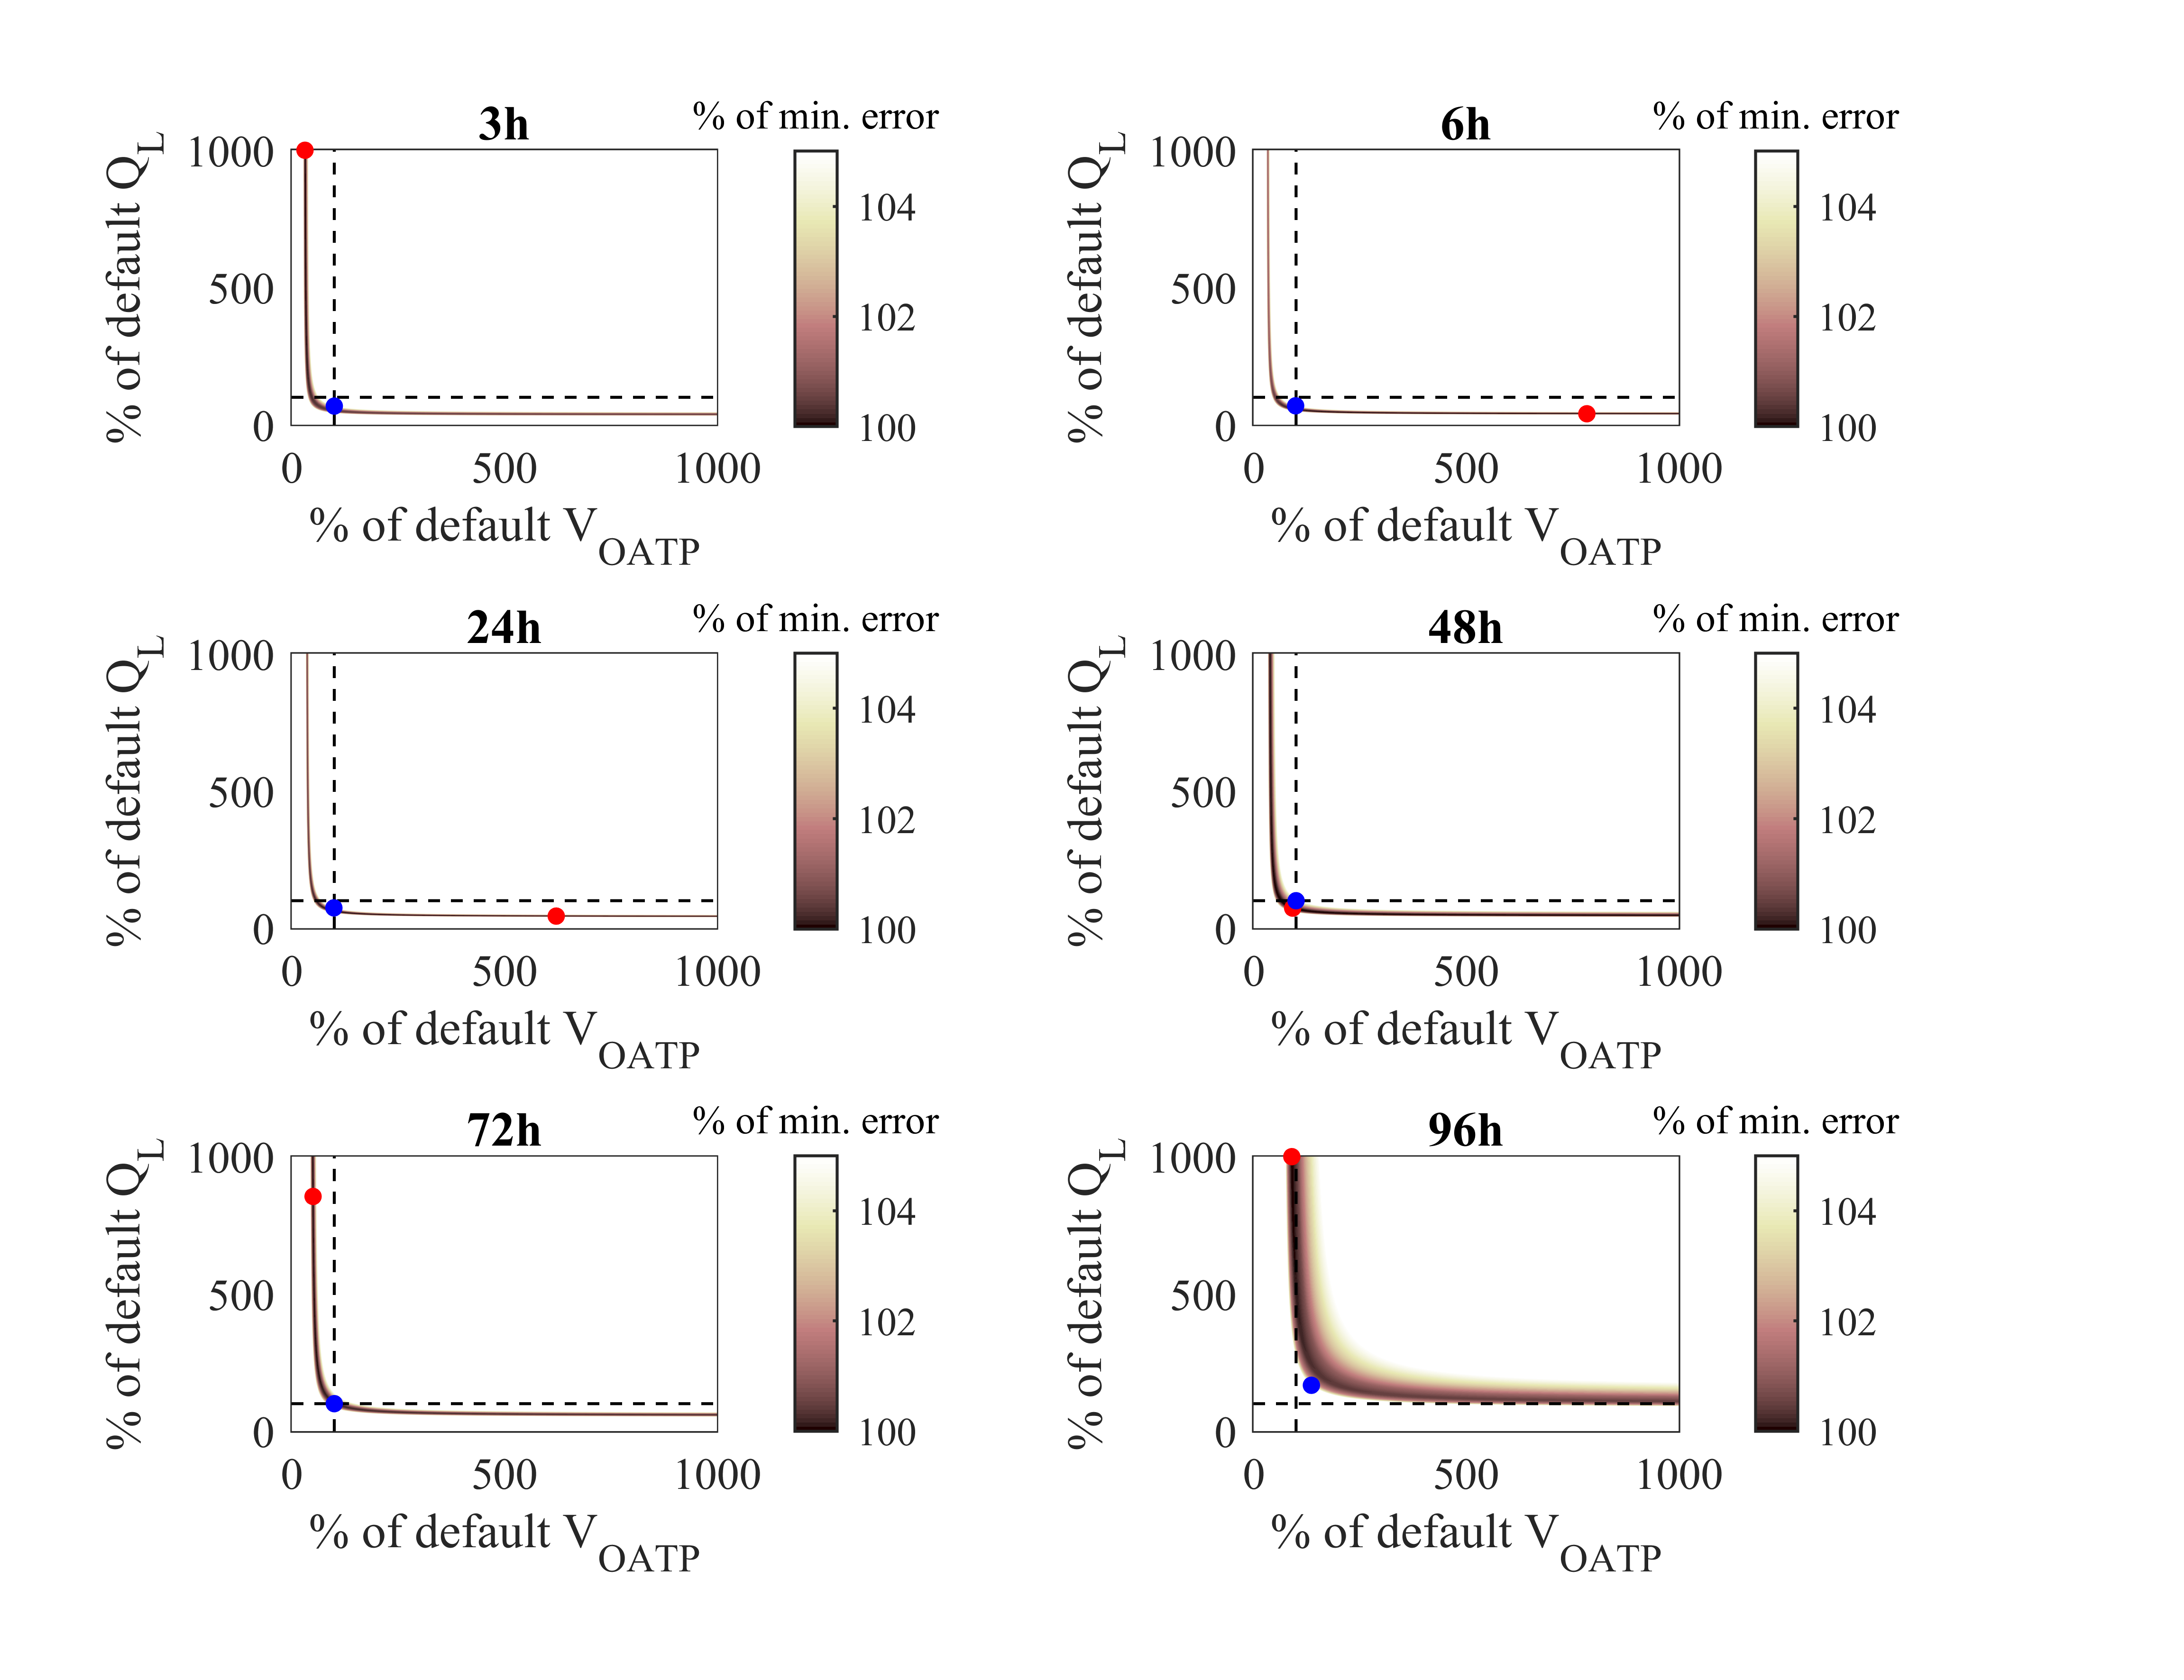 3h
% of min. error
% of default Q_L
1000
500
0
0
500
1000
% of default V_OATP
104
102
100
6h
% of min. error
% of default Q_L
1000
500
0
0
500
1000
% of default V_OATP
104
102
100
24h
% of min. error
% of default Q_L
1000
500
0
0
500
1000
% of default V_OATP
104
102
100
48h
% of min. error
% of default Q_L
1000
500
0
0
500
1000
% of default V_OATP
104
102
100
72h
% of min. error
% of default Q_L
1000
500
0
0
500
1000
% of default V_OATP
104
102
100
96h
% of min. error
% of default Q_L
1000
500
0
0
500
1000
% of default V_OATP
104
102
100